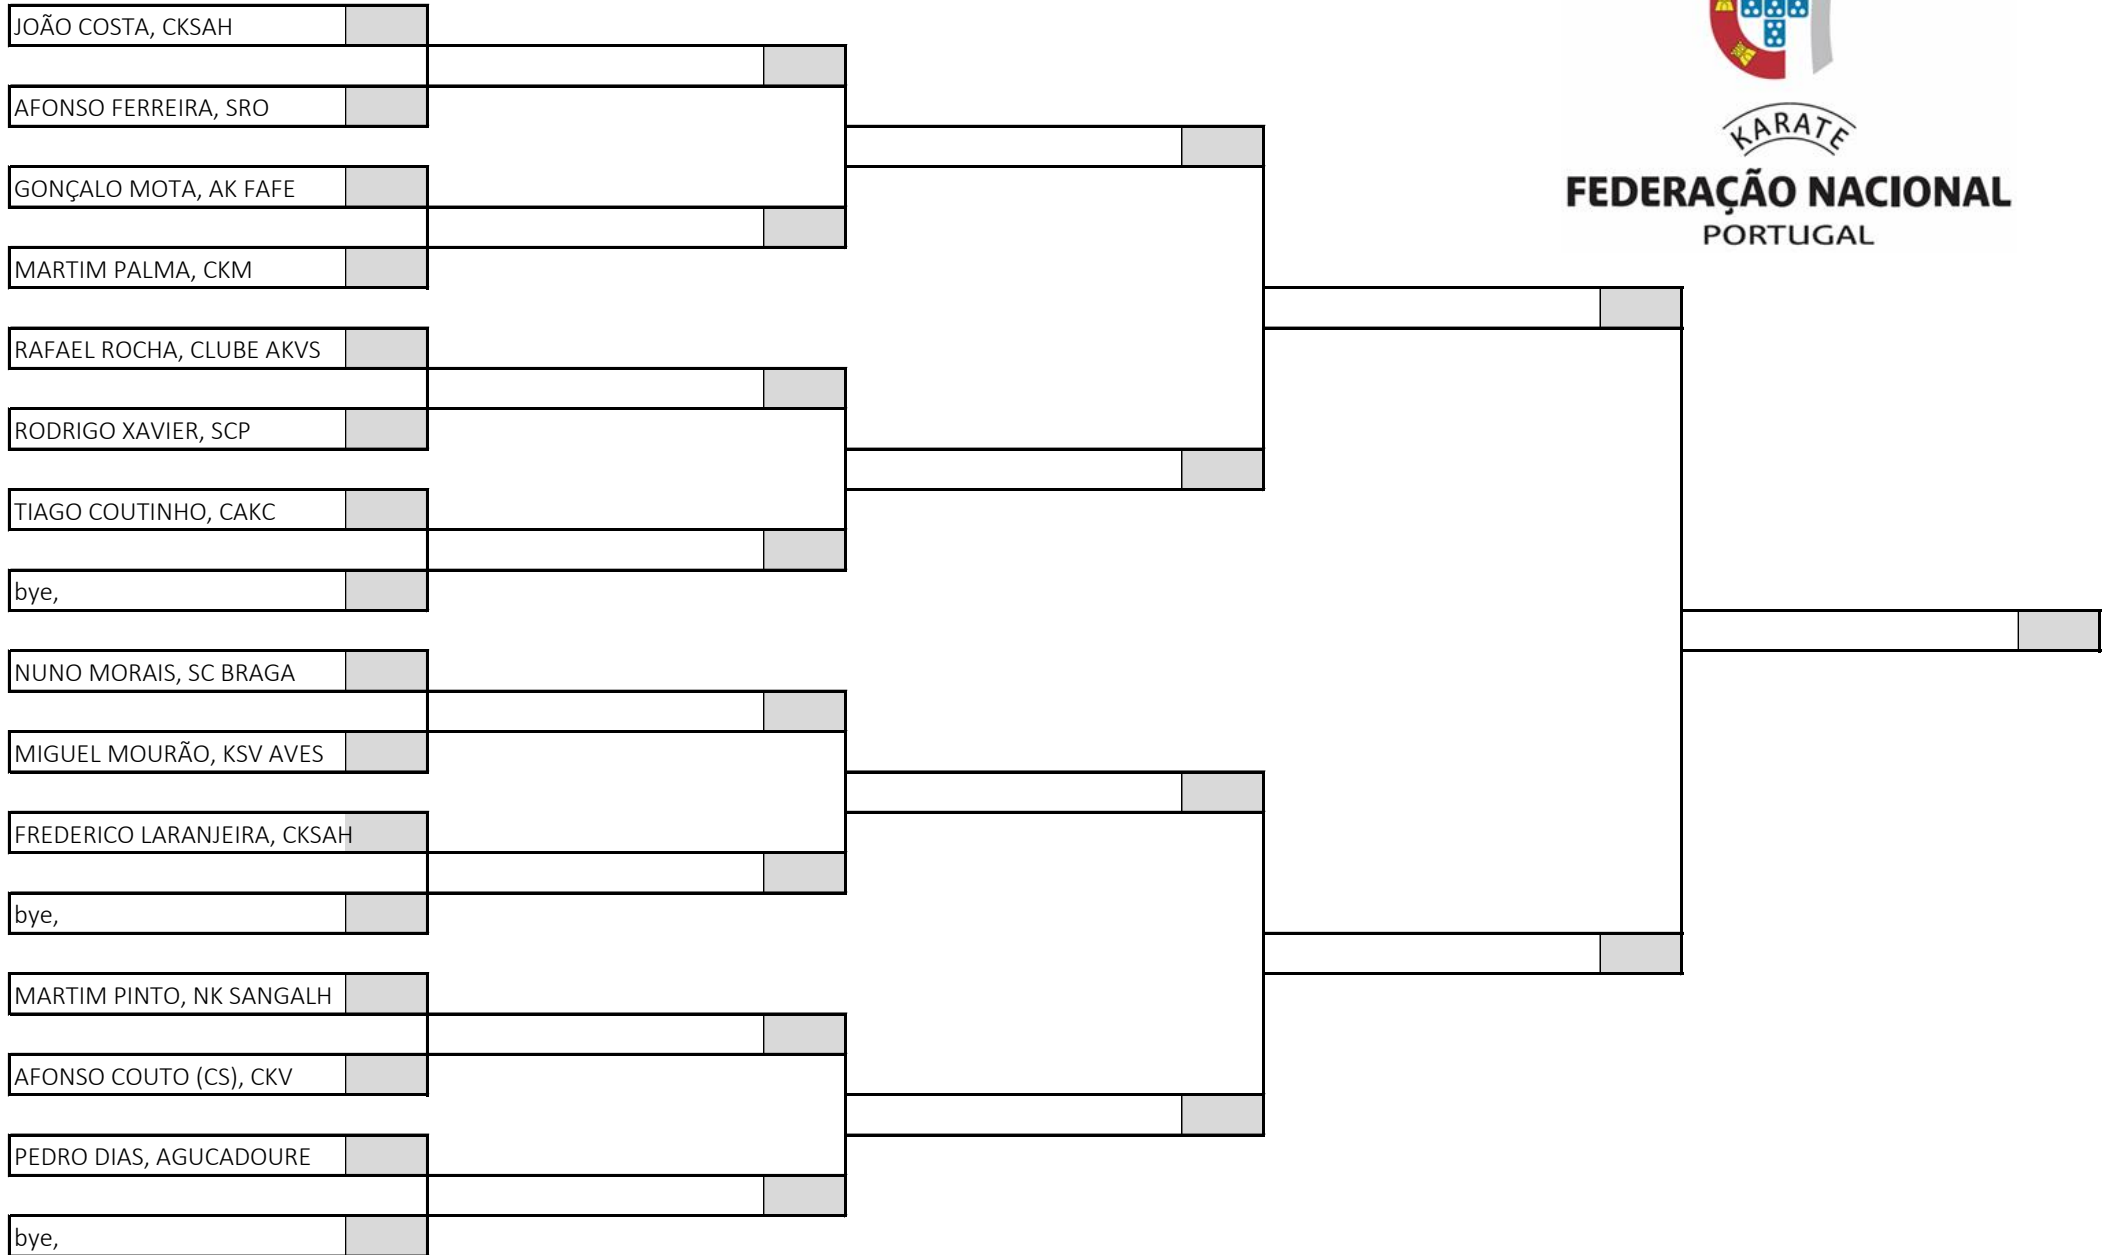 JOÃO COSTA, CKSAH
AFONSO FERREIRA, SRO
GONÇALO MOTA, AK FAFE
MARTIM PALMA, CKM
RAFAEL ROCHA, CLUBE AKVS
RODRIGO XAVIER, SCP
TIAGO COUTINHO, CAKC
bye,
NUNO MORAIS, SC BRAGA
MIGUEL MOURÃO, KSV AVES
FREDERICO LARANJEIRA, CKSAH
bye,
MARTIM PINTO, NK SANGALH
AFONSO COUTO (CS), CKV
PEDRO DIAS, AGUCADOURE
bye,
KARATE
FEDERAÇÃO NACIONAL
PORTUGAL